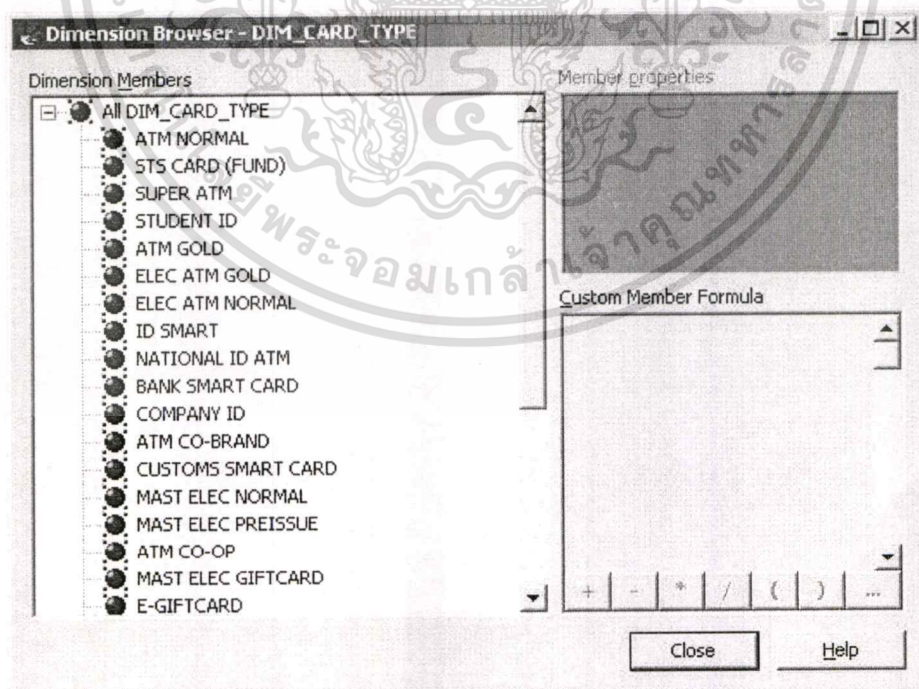 Dimension Browser - DIM_CARD_TYPE
Dimension Members
All DIM_CARD_TYPE
ATM NORMAL
STS CARD (FUND)
SUPER ATM
STUDENT ID
ATM GOLD
ELEC ATM GOLD
ELEC ATM NORMAL
ID SMART
NATIONAL ID ATM
BANK SMART CARD
COMPANY ID
ATM CO-BRAND
CUSTOMS SMART CARD
MAST ELEC NORMAL
MAST ELEC PREISSUE
ATM CO-OP
MAST ELEC GIFTCARD
E-GIFTCARD
Member properties
Custom Member Formula
+ - * / ( ) ...
Close Help